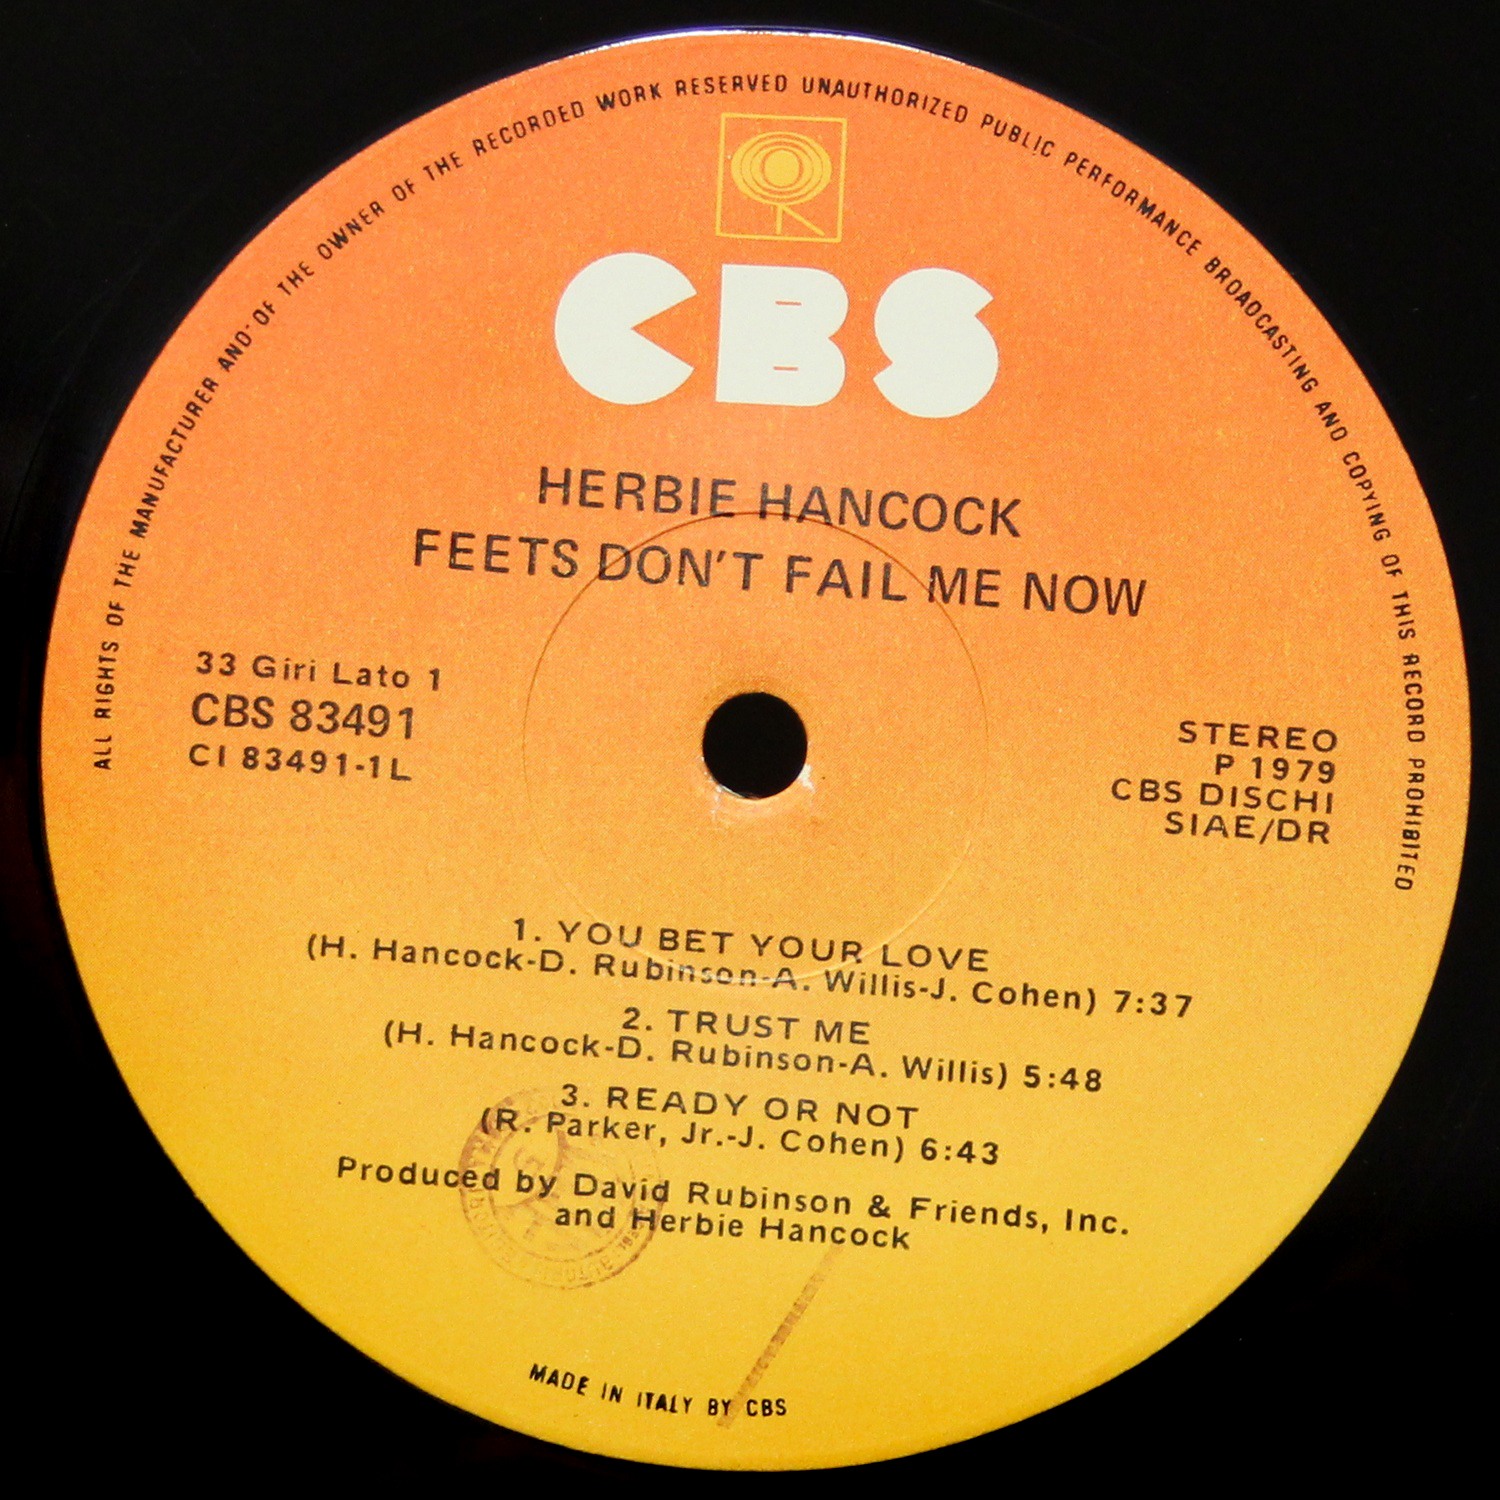 ALL RIGHTS OF THE MANUFACTURER AND OF THE OWNER OF THE RECORDED WORK RESERVED UNAUTHORIZED PUBLIC PERFORMANCE BROADCASTING AND COPYING OF THIS RECORD PROHIBITED
CBS
HERBIE HANCOCK
FEETS DON'T FAIL ME NOW
33 Giri Lato 1
CBS 83491
CI 83491-1L
STEREO
P 1979
CBS DISCHI
SIAE/DR
1. YOU BET YOUR LOVE
(H. Hancock-D. Rubinson-A. Willis-J. Cohen) 7:37
2. TRUST ME
(H. Hancock-D. Rubinson-A. Willis) 5:48
3. READY OR NOT
(R. Parker, Jr.-J. Cohen) 6:43
Produced by David Rubinson & Friends, Inc.
and Herbie Hancock
MADE IN ITALY BY CBS